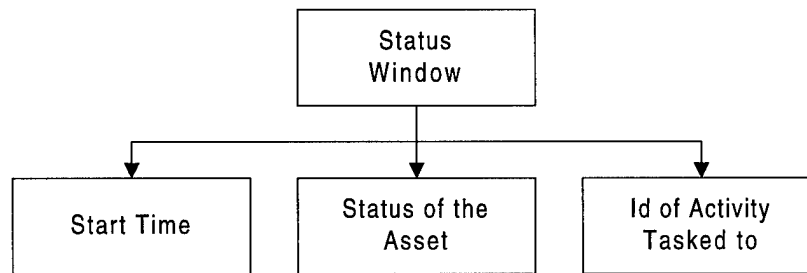 Status
Window
Start Time
Status of the
Asset
Id of Activity
Tasked to